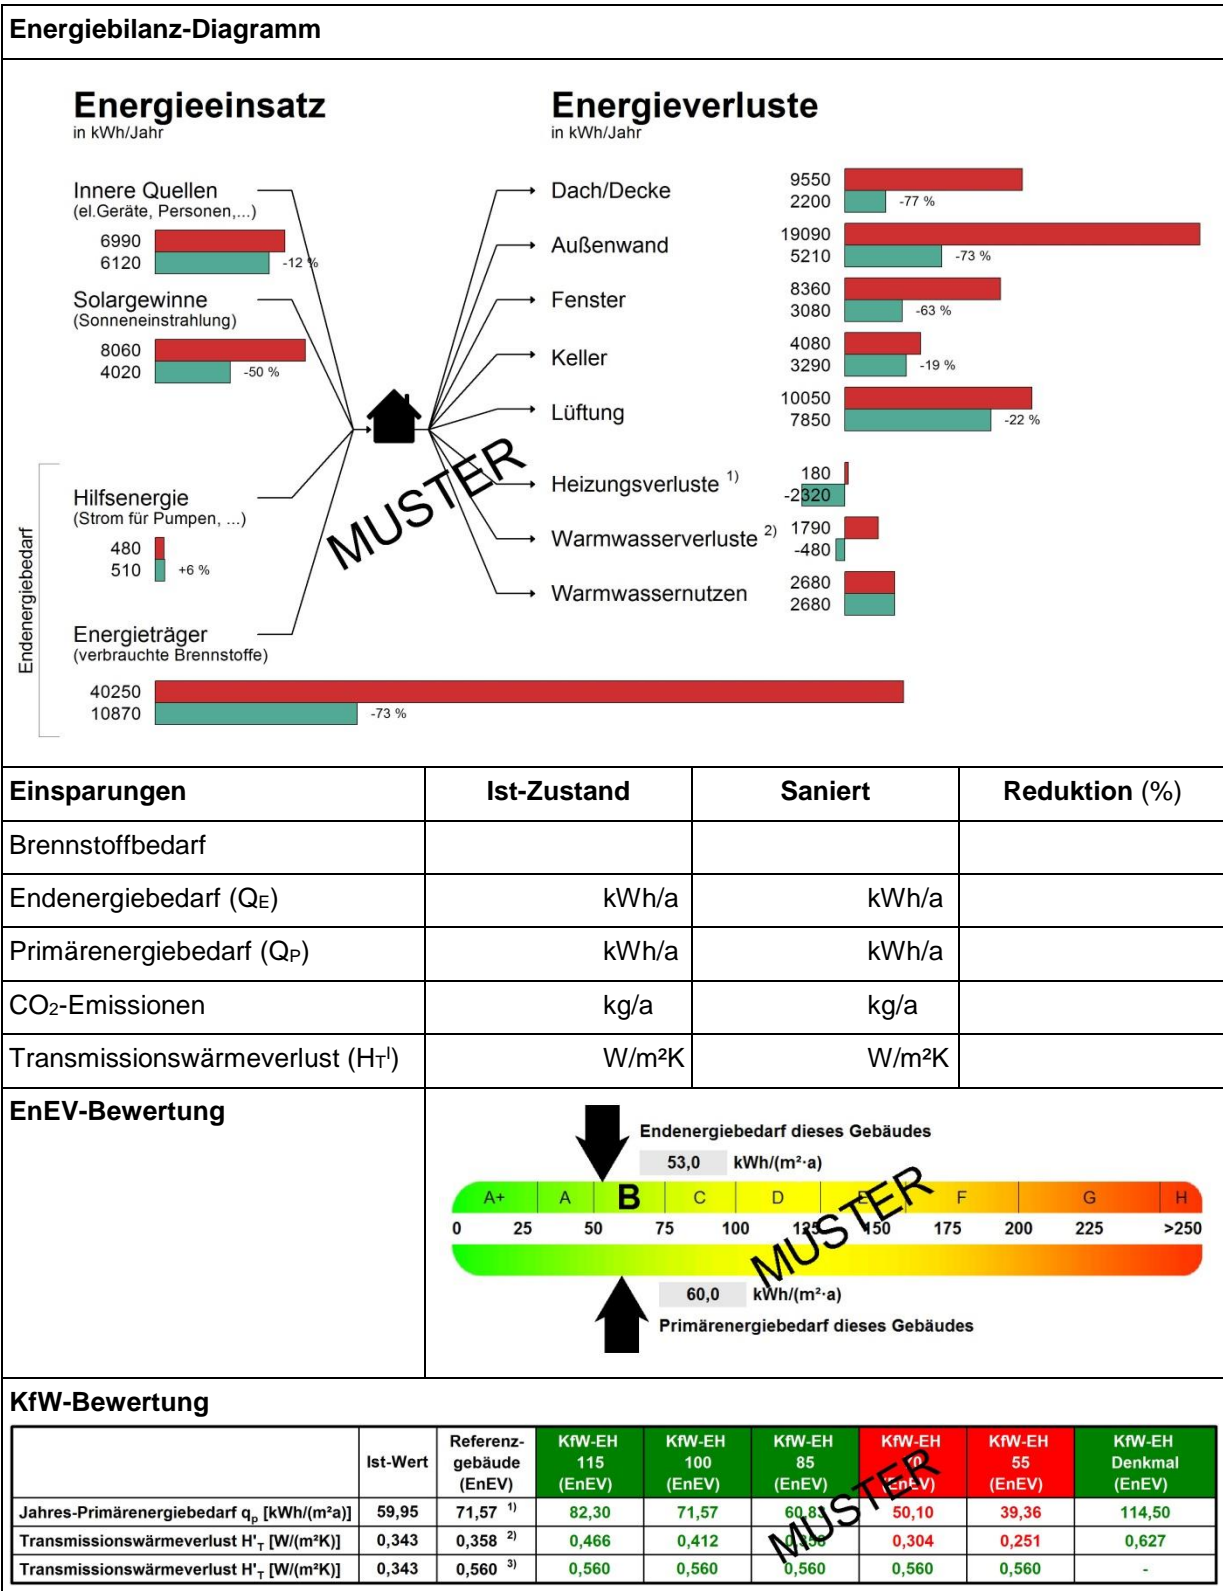 Energiebilanz-Diagramm
Energieeinsatz
in kWh/Jahr
Innere Quellen
(el.Geräte, Personen,...)
6990
6120 -12 %
Solargewinne
(Sonneneinstrahlung)
8060
4020 -50 %
Endenergiebedarf
Hilfsenergie
(Strom für Pumpen, ...)
480
510 +6 %
Energieträger
(verbrauchte Brennstoffe)
40250
10870 -73 %
MUSTER
Energieverluste
in kWh/Jahr
Dach/Decke
9550
2200 -77 %
Außenwand
19090
5210 -73 %
Fenster
8360
3080 -63 %
Keller
4080
3290 -19 %
Lüftung
10050
7850 -22 %
Heizungsverluste 1)
180
-2320
Warmwasserverluste 2)
1790
-480
Warmwassernutzen
2680
2680
Einsparungen Ist-Zustand Saniert Reduktion (%)
Brennstoffbedarf
Endenergiebedarf (QE) kWh/a kWh/a
Primärenergiebedarf (QP) kWh/a kWh/a
CO2-Emissionen kg/a kg/a
Transmissionswärmeverlust (HTI) W/m²K W/m²K
EnEV-Bewertung
Endenergiebedarf dieses Gebäudes
53,0 kWh/(m²·a)
A+ A B C D E F G H
0 25 50 75 100 125 150 175 200 225 >250
MUSTER
60,0 kWh/(m²·a)
Primärenergiebedarf dieses Gebäudes
KfW-Bewertung
Ist-Wert Referenz-gebäude (EnEV) KfW-EH 115 (EnEV) KfW-EH 100 (EnEV) KfW-EH 85 (EnEV) KfW-EH 70 (EnEV) KfW-EH 55 (EnEV) KfW-EH Denkmal (EnEV)
Jahres-Primärenergiebedarf qp [kWh/(m²a)] 59,95 71,57 1) 82,30 71,57 60,83 50,10 39,36 114,50
Transmissionswärmeverlust H'T [W/(m²K)] 0,343 0,358 2) 0,466 0,412 0,358 0,304 0,251 0,627
Transmissionswärmeverlust H'T [W/(m²K)] 0,343 0,560 3) 0,560 0,560 0,560 0,560 0,560 -
MUSTER